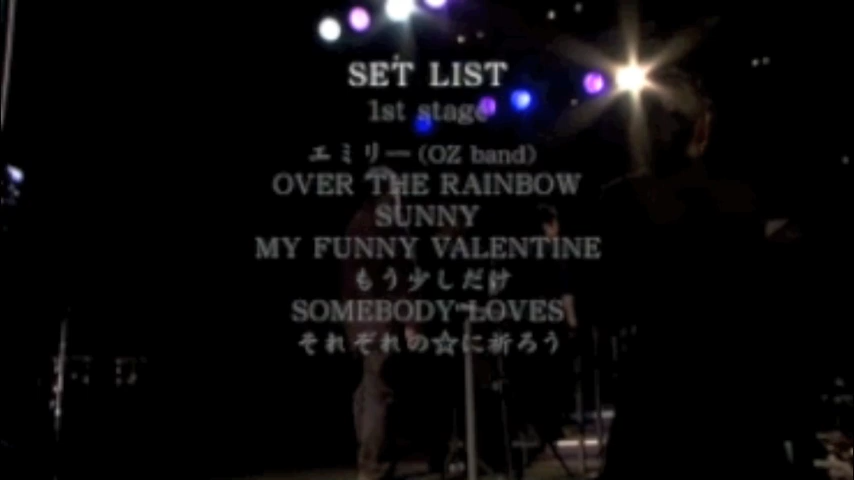 SET LIST
1st stage
エミリー (OZ band)
OVER THE RAINBOW
SUNNY
MY FUNNY VALENTINE
もう少しだけ
SOMEBODY LOVES
それぞれの☆に祈ろう